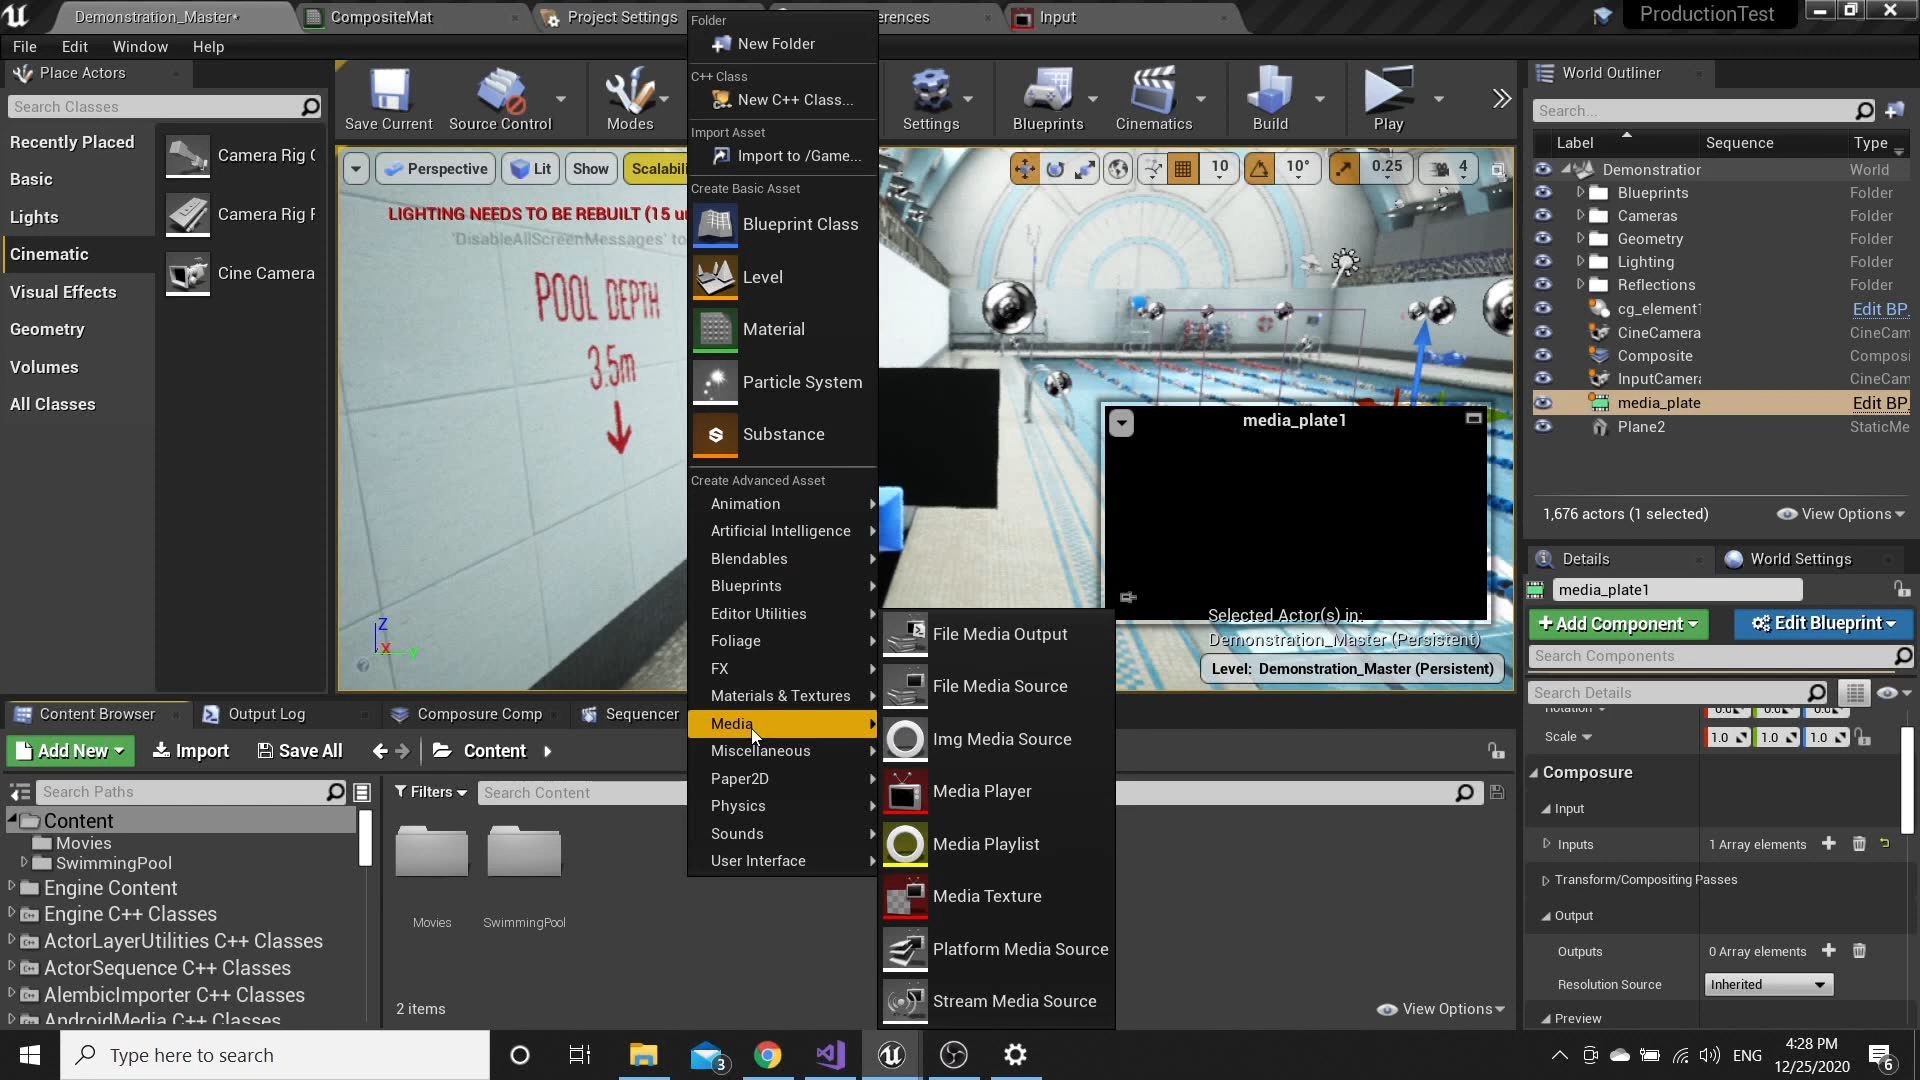 Demonstration_Master*
CompositeMat
Project Settings
erences
Input
ProductionTest
File
Edit
Window
Help
Place Actors
Search Classes
Recently Placed
Basic
Lights
Cinematic
Visual Effects
Geometry
Volumes
All Classes
Camera Rig
Camera Rig
Cine Camera
Save Current
Source Control
Modes
Settings
Blueprints
Cinematics
Build
Play
Perspective
Lit
Show
Scalabili
10
10°
0.25
4
LIGHTING NEEDS TO BE REBUILT (15 u
'DisableAllScreenMessages' to
POOL DEPTH
3.5m
Z
X
Y
media_plate1
Selected Actor(s) in:
Demonstration_Master (Persistent)
Level: Demonstration_Master (Persistent)
Folder
New Folder
C++ Class
New C++ Class...
Import Asset
Import to /Game...
Create Basic Asset
Blueprint Class
Level
Material
Particle System
Substance
Create Advanced Asset
Animation
Artificial Intelligence
Blendables
Blueprints
Editor Utilities
Foliage
FX
Materials & Textures
Media
Miscellaneous
Paper2D
Physics
Sounds
User Interface
File Media Output
File Media Source
Img Media Source
Media Player
Media Playlist
Media Texture
Platform Media Source
Stream Media Source
World Outliner
Search...
Label
Sequence
Type
Demonstration
World
Blueprints
Folder
Cameras
Folder
Geometry
Folder
Lighting
Folder
Reflections
Folder
cg_element1
Edit BP
CineCamera
CineCam
Composite
Composi
InputCamera
CineCam
media_plate
Edit BP
Plane2
StaticMe
1,676 actors (1 selected)
View Options
Details
World Settings
media_plate1
+Add Component
Edit Blueprint
Search Components
Search Details
Rotation
0.0
0.0
0.0
Scale
1.0
1.0
1.0
Composure
Input
Inputs
1 Array elements
Transform/Compositing Passes
Output
Outputs
0 Array elements
Resolution Source
Inherited
Preview
Content Browser
Output Log
Composure Comp
Sequencer
Add New
Import
Save All
Content
Search Paths
Filters
Search Content
Content
Movies
SwimmingPool
Engine Content
Engine C++ Classes
ActorLayerUtilities C++ Classes
ActorSequence C++ Classes
AlembicImporter C++ Classes
AndroidMedia C++ Classes
Movies
SwimmingPool
2 items
View Options
Type here to search
3
ENG
4:28 PM
12/25/2020
6